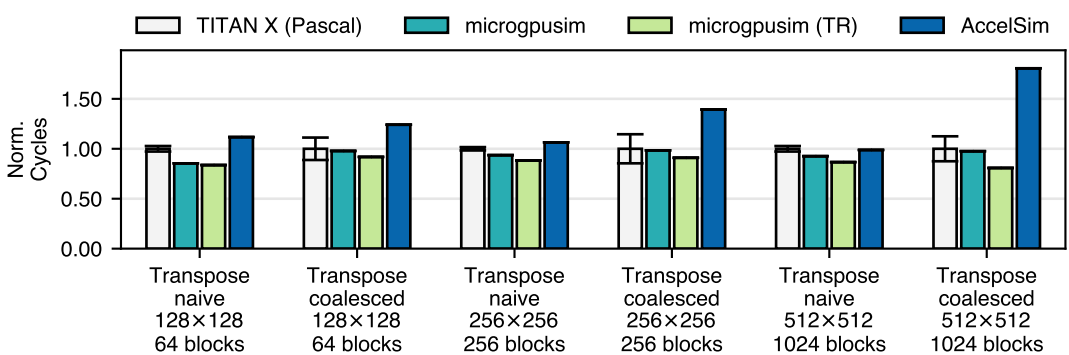 TITAN X (Pascal) microgpusim microgpusim (TR) AccelSim
Norm.
Cycles
1.50
1.00
0.50
0.00
Transpose
naive
128×128
64 blocks
Transpose
coalesced
128×128
64 blocks
Transpose
naive
256×256
256 blocks
Transpose
coalesced
256×256
256 blocks
Transpose
naive
512×512
1024 blocks
Transpose
coalesced
512×512
1024 blocks